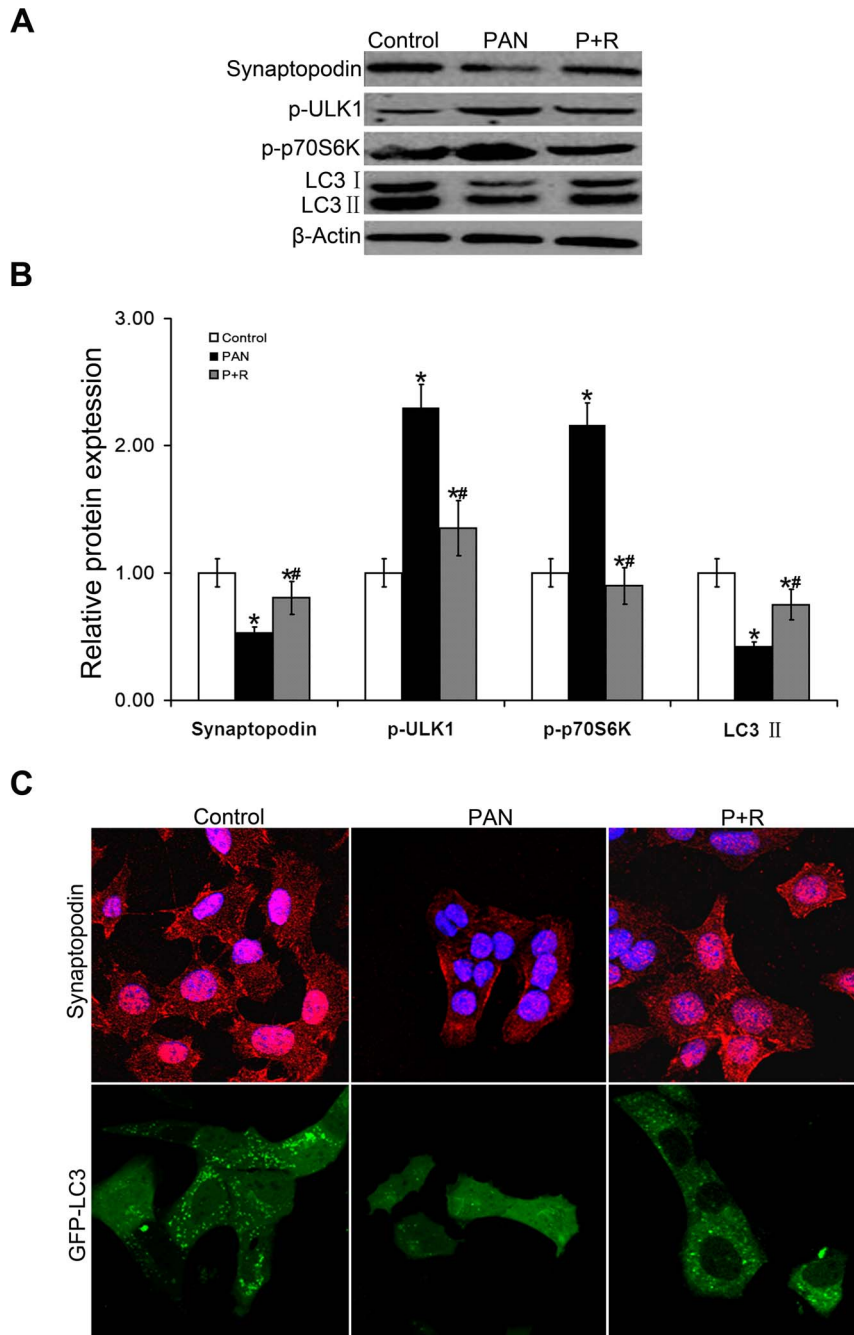 A
Control PAN P+R
Synaptopodin
p-ULK1
p-p70S6K
LC3 Ⅰ
LC3 Ⅱ
β-Actin
B
Relative protein exptession
3.00
2.00
1.00
0.00
Control
PAN
P+R
*
*#
*
*#
*
*#
*
*#
Synaptopodin p-ULK1 p-p70S6K LC3 Ⅱ
C
Control PAN P+R
Synaptopodin
GFP-LC3